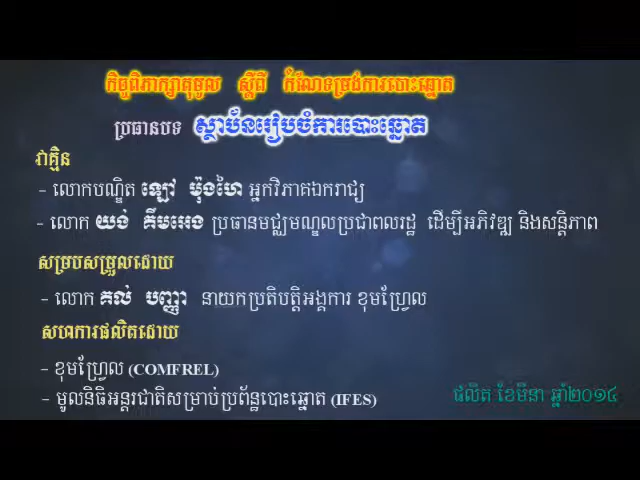 កិច្ចពិភាក្សាតុមូល ស្តីពី កំណែទម្រង់ការបោះឆ្នោត
ប្រធានបទ ស្ថាប័នរៀបចំការបោះឆ្នោត
វាគ្មិន
- លោកបណ្ឌិត ឡៅ ម៉ុងហៃ អ្នកវិភាគឯករាជ្យ
- លោក យង់ គឹមអេង ប្រធានមជ្ឈមណ្ឌលប្រជាពលរដ្ឋ ដើម្បីអភិវឌ្ឍ និងសន្តិភាព
សម្របសម្រួលដោយ
- លោក គល់ បញ្ញា នាយកប្រតិបត្តិអង្គការ ខុមហ្វ្រែល
សហការផលិតដោយ
- ខុមហ្វ្រែល (COMFREL)
- មូលនិធិអន្តរជាតិសម្រាប់ប្រព័ន្ធបោះឆ្នោត (IFES)
ផលិត ខែមីនា ឆ្នាំ២០១៤